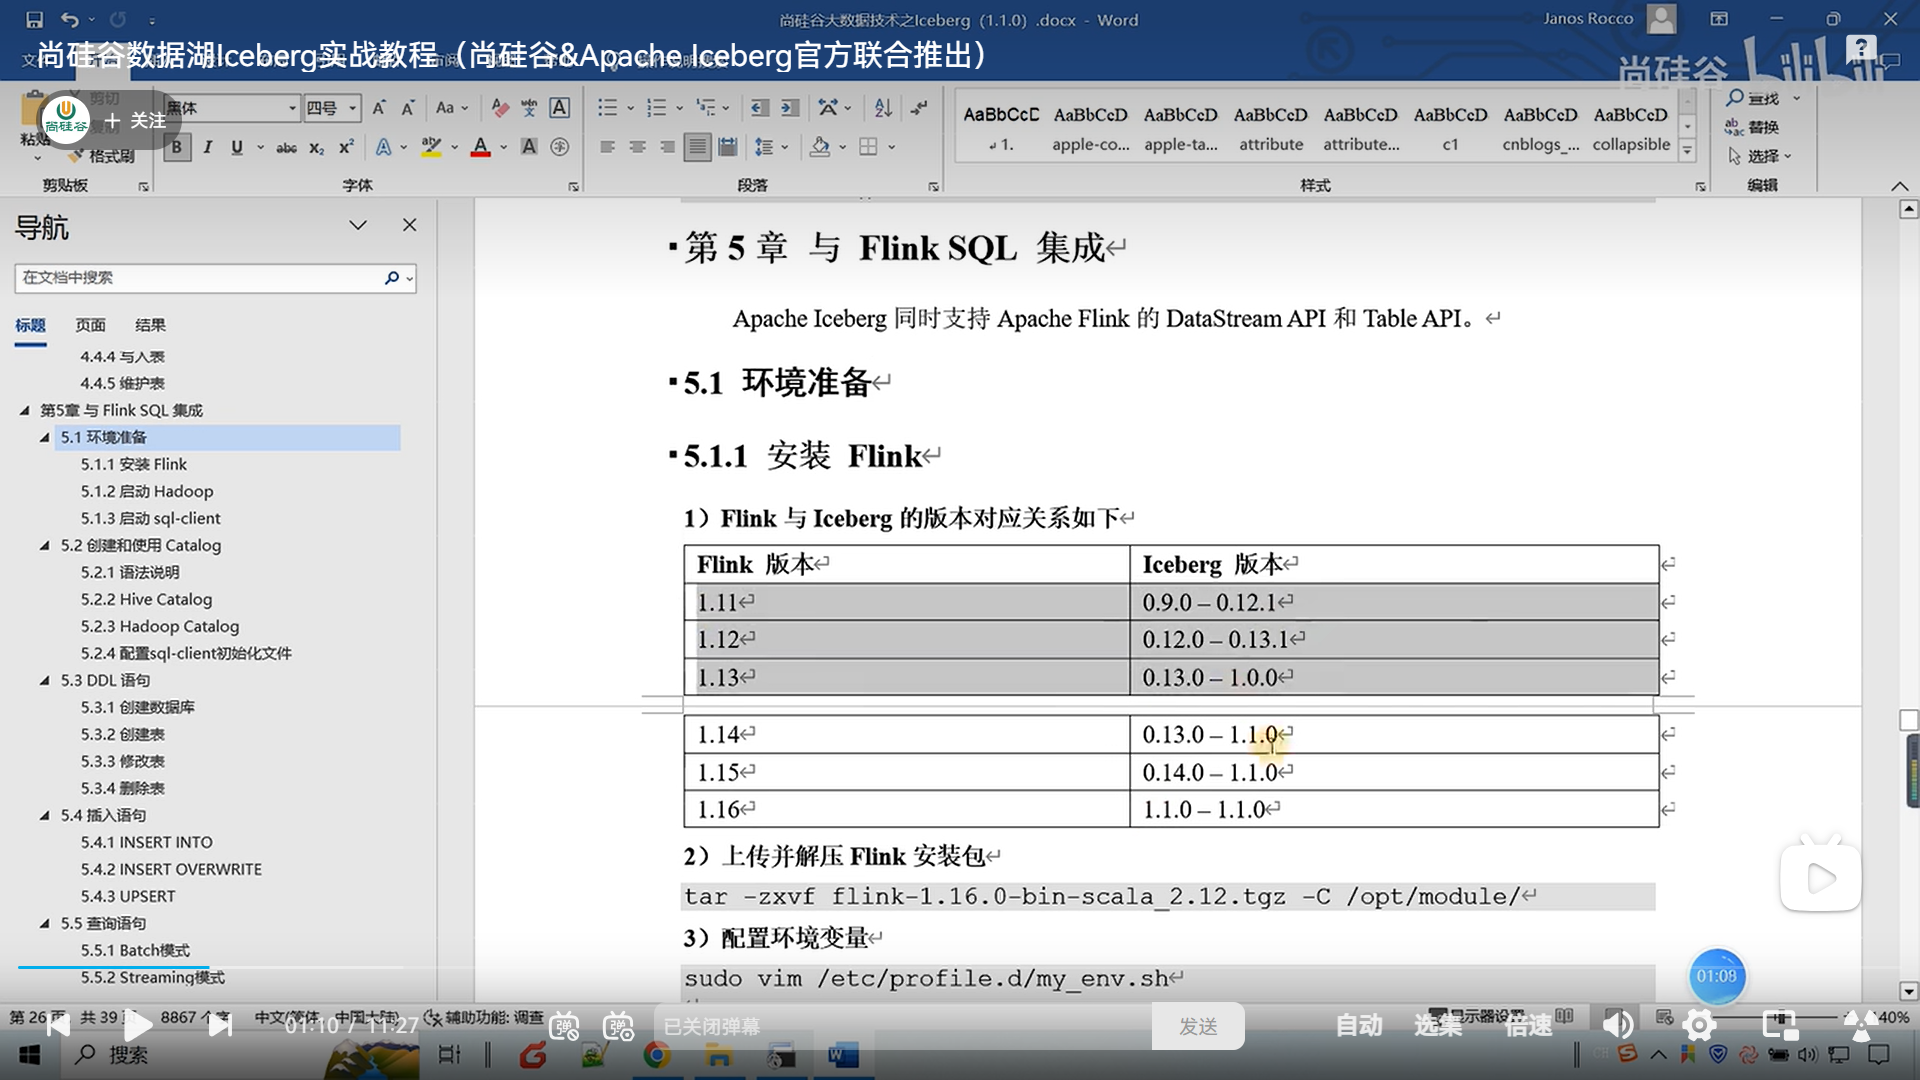 尚硅谷大数据技术之Iceberg（1.1.0）.docx - Word
Janos Rocco
尚硅谷数据湖Iceberg实战教程（尚硅谷&Apache Iceberg官方联合推出）
尚硅谷
bilibili
+ 关注
尚硅谷
剪切
粘贴
格式刷
黑体
四号
剪贴板
字体
段落
样式
编辑
AaBbCcD AaBbCcD AaBbCcD AaBbCcD AaBbCcD AaBbCcD AaBbCcD
1. apple-co... apple-ta... attribute attribute... c1 cnblogs_... collapsible
查找
替换
选择
导航
在文档中搜索
标题 页面 结果
4.4.4 写入表
4.4.5 维护表
第5章 与 Flink SQL 集成
5.1 环境准备
5.1.1 安装 Flink
5.1.2 启动 Hadoop
5.1.3 启动 sql-client
5.2 创建和使用 Catalog
5.2.1 语法说明
5.2.2 Hive Catalog
5.2.3 Hadoop Catalog
5.2.4 配置sql-client初始化文件
5.3 DDL 语句
5.3.1 创建数据库
5.3.2 创建表
5.3.3 修改表
5.3.4 删除表
5.4 插入语句
5.4.1 INSERT INTO
5.4.2 INSERT OVERWRITE
5.4.3 UPSERT
5.5 查询语句
5.5.1 Batch模式
5.5.2 Streaming模式
第 5 章 与 Flink SQL 集成
Apache Iceberg 同时支持 Apache Flink 的 DataStream API 和 Table API。
5.1 环境准备
5.1.1 安装 Flink
1）Flink 与 Iceberg 的版本对应关系如下
Flink 版本 Iceberg 版本
1.11 0.9.0 – 0.12.1
1.12 0.12.0 – 0.13.1
1.13 0.13.0 – 1.0.0
1.14 0.13.0 – 1.1.0
1.15 0.14.0 – 1.1.0
1.16 1.1.0 – 1.1.0
2）上传并解压 Flink 安装包
tar -zxvf flink-1.16.0-bin-scala_2.12.tgz -C /opt/module/
3）配置环境变量
sudo vim /etc/profile.d/my_env.sh
01:09
第 26 页 共 39 页 8867 个字 中文(简体，中国大陆) 辅助功能: 调查
显示器设置
40%
01:10 / 11:27
已关闭弹幕
发送
自动 选集 倍速
搜索